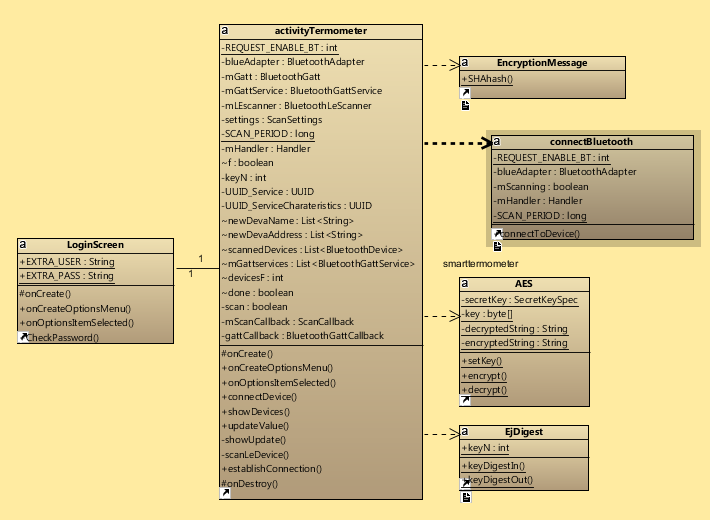 LoginScreen
+EXTRA_USER : String
+EXTRA_PASS : String
#onCreate()
+onCreateOptionsMenu()
+onOptionsItemSelected()
CheckPassword()
1
1
a
activityTermometer
-REQUEST_ENABLE_BT : int
-blueAdapter : BluetoothAdapter
-mGatt : BluetoothGatt
-mGattService : BluetoothGattService
-mLEscanner : BluetoothLeScanner
-settings : ScanSettings
-SCAN_PERIOD : long
-mHandler : Handler
~f : boolean
-keyN : int
-UUID_Service : UUID
-UUID_ServiceCharateristics : UUID
~newDevaName : List<String>
~newDevaAddress : List<String>
~scannedDevices : List<BluetoothDevice>
~mGattservices : List<BluetoothGattService>
~devicesF : int
~done : boolean
-scan : boolean
-mScanCallback : ScanCallback
-gattCallback : BluetoothGattCallback
#onCreate()
+onCreateOptionsMenu()
+onOptionsItemSelected()
+connectDevice()
+showDevices()
+updateValue()
-showUpdate()
-scanLeDevice()
+establishConnection()
#onDestroy()
a
EncryptionMessage
+SHAhash()
a
connectBluetooth
-REQUEST_ENABLE_BT : int
-blueAdapter : BluetoothAdapter
-mScanning : boolean
-mHandler : Handler
-SCAN_PERIOD : long
connectToDevice()
smarttermometer
a
AES
-secretKey : SecretKeySpec
-key : byte[]
-decryptedString : String
-encryptedString : String
+setKey()
+encrypt()
+decrypt()
a
EjDigest
+keyN : int
+keyDigestIn()
+keyDigestOut()
a